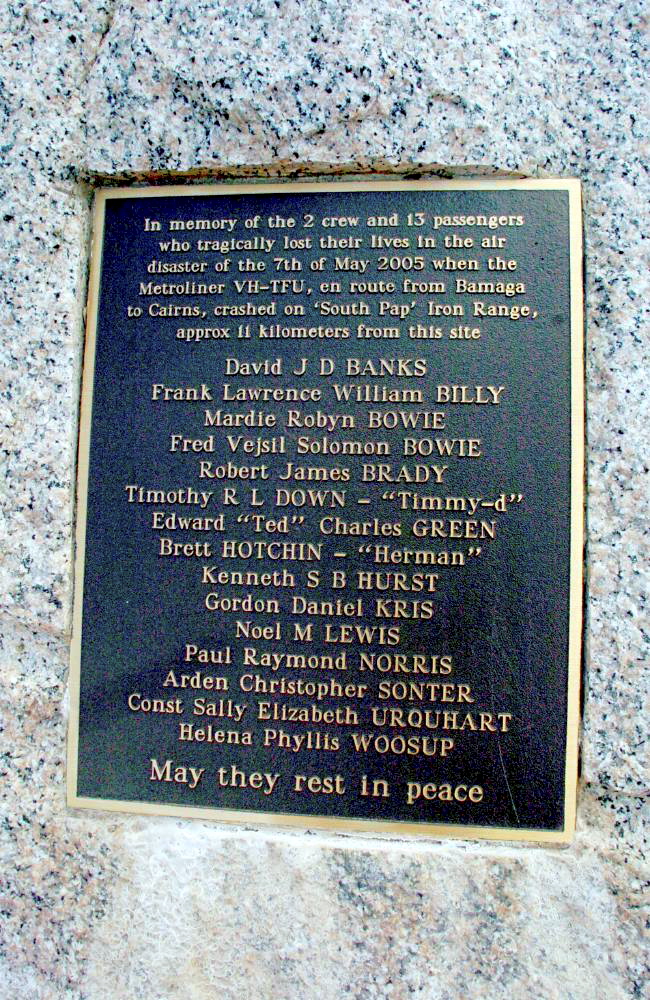 In memory of the 2 crew and 13 passengers
who tragically lost their lives in the air
disaster of the 7th of May 2005 when the
Metroliner VH-TFU, en route from Bamaga
to Cairns, crashed on 'South Pap' Iron Range,
approx 11 kilometers from this site
David J D BANKS
Frank Lawrence William BILLY
Mardie Robyn BOWIE
Fred Vejsil Solomon BOWIE
Robert James BRADY
Timothy R L DOWN - "Timmy-d"
Edward "Ted" Charles GREEN
Brett HOTCHIN - "Herman"
Kenneth S B HURST
Gordon Daniel KRIS
Noel M LEWIS
Paul Raymond NORRIS
Arden Christopher SONTER
Const Sally Elizabeth URQUHART
Helena Phyllis WOOSUP
May they rest in peace